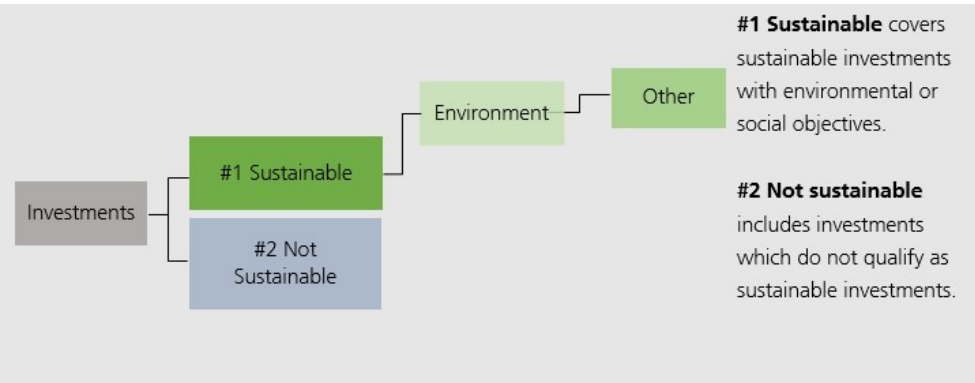 Investments
#1 Sustainable
#2 Not
Sustainable
Environment
Other
#1 Sustainable covers
sustainable investments
with environmental or
social objectives.
#2 Not sustainable
includes investments
which do not qualify as
sustainable investments.